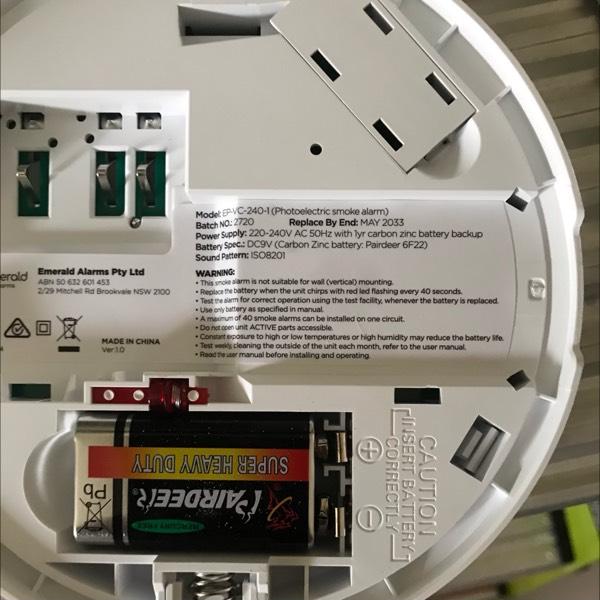 Model: EP-VC-240-1 (Photoelectric smoke alarm)
Batch NO.: 2720 Replace By End: MAY 2033
Power Supply: 220-240V AC 50Hz with 1yr carbon zinc battery backup
Battery Spec.: DC9V (Carbon Zinc battery: Pairdeer 6F22)
Sound Pattern: ISO8201
WARNING:
• This smoke alarm is not suitable for wall (vertical) mounting.
• Replace the battery when the unit chirps with red led flashing every 40 seconds.
• Test the alarm for correct operation using the test facility, whenever the battery is replaced.
• Use only battery as specified in manual.
• A maximum of 40 smoke alarms can be installed on one circuit.
• Do not open unit ACTIVE parts accessible.
• Constant exposure to high or low temperatures or high humidity may reduce the battery life.
• Test weekly, cleaning the outside of the unit each month, refer to the user manual.
• Read the user manual before installing and operating.
erald
arms
Emerald Alarms Pty Ltd
ABN 50 632 601 453
2/29 Mitchell Rd Brookvale NSW 2100
MADE IN CHINA
Ver:1.0
SUPER HEAVY DUTY
PAIRDEER®
MERCURY FREE
Pb
+
−
CAUTION
INSERT BATTERY
CORRECTLY